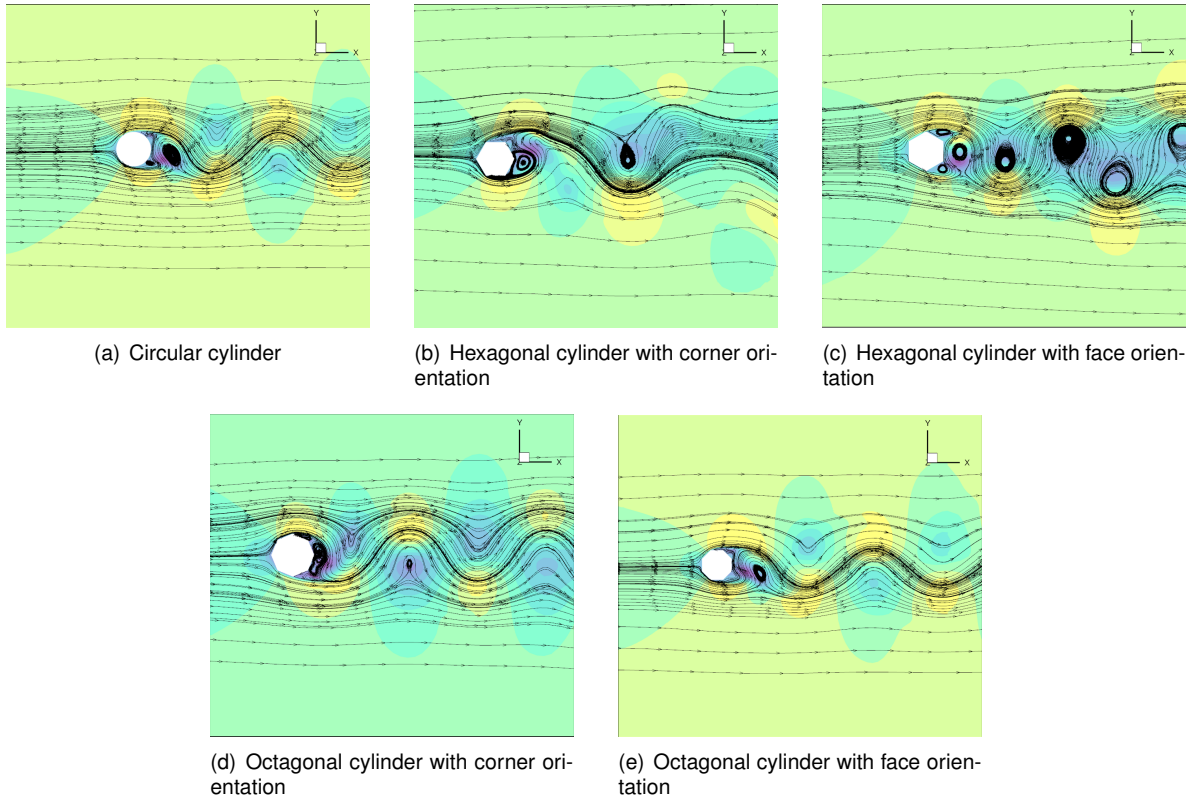 Y
X
Z
Y
X
Z
Y
X
Z
(a) Circular cylinder
(b) Hexagonal cylinder with corner ori-
entation
(c) Hexagonal cylinder with face orien-
tation
Y
X
Z
Y
X
Z
(d) Octagonal cylinder with corner ori-
entation
(e) Octagonal cylinder with face orien-
tation